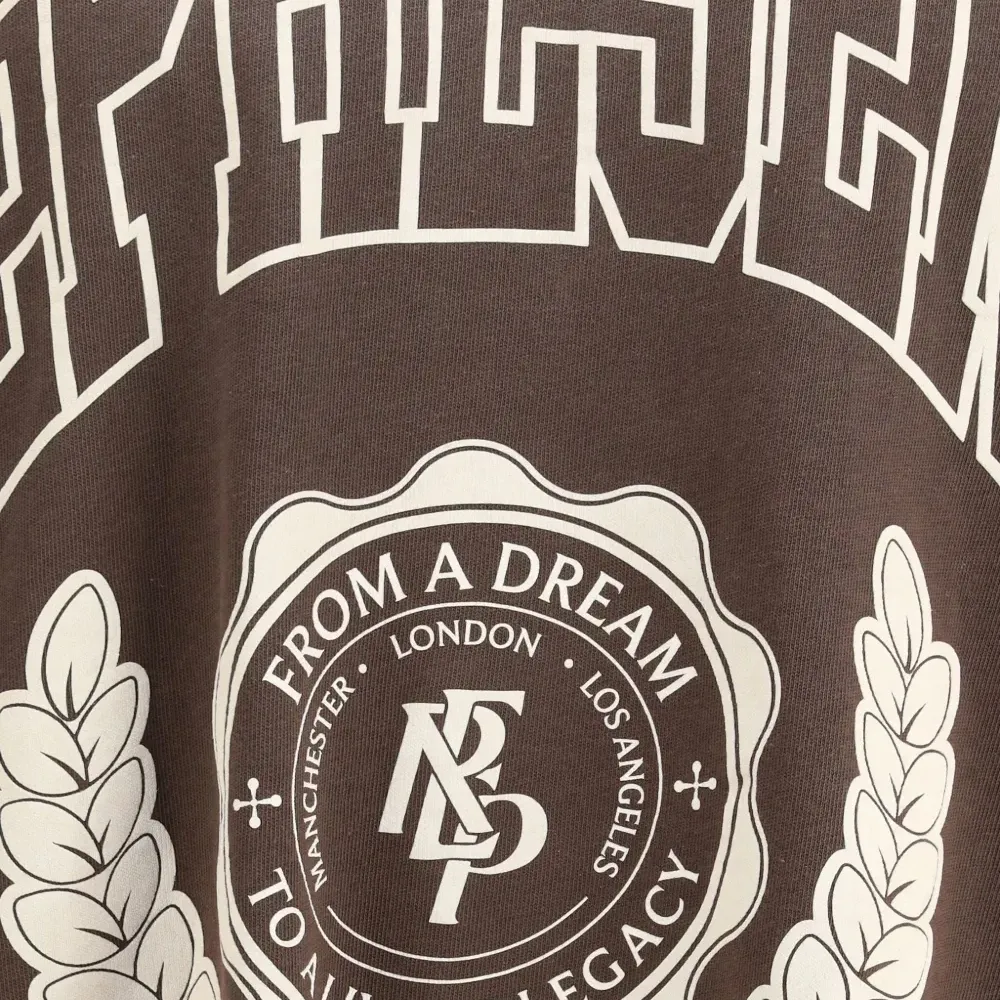 FROM A DREAM
LONDON
MANCHESTER
LOS ANGELES
TO A
LEGACY